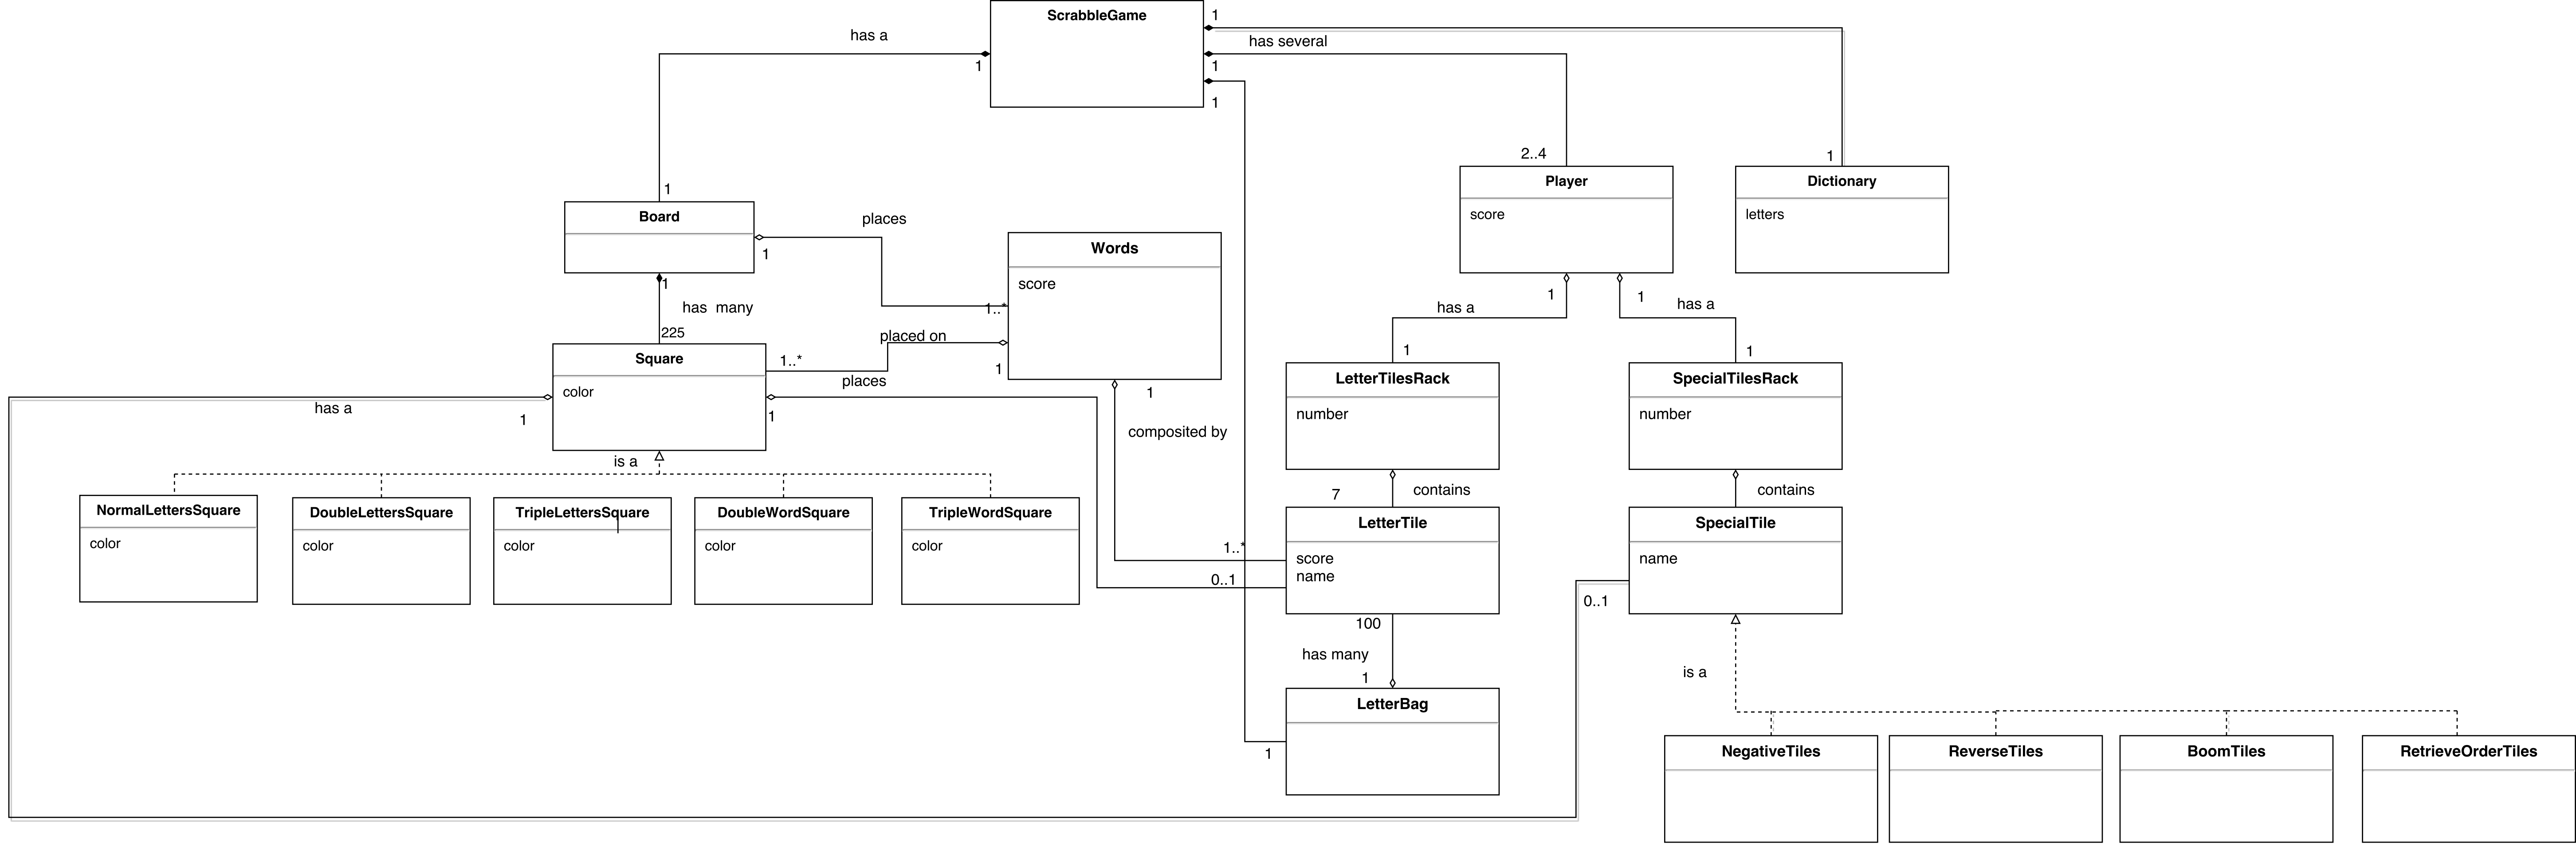 ScrabbleGame
1
has a
has several
1
1
1
2..4
1
1
Player
Dictionary
score
letters
Board
places
1
Words
score
1
has  many
1..*
225
placed on
1
1..*
places
Square
color
has a
1
1
1
composited by
1
1
has a
has a
1
1
LetterTilesRack
SpecialTilesRack
number
number
is a
NormalLettersSquare
color
DoubleLettersSquare
color
TripleLettersSquare
color
DoubleWordSquare
color
TripleWordSquare
color
7
contains
contains
LetterTile
score
name
SpecialTile
name
1..*
0..1
0..1
100
has many
1
LetterBag
1
is a
NegativeTiles
ReverseTiles
BoomTiles
RetrieveOrderTiles